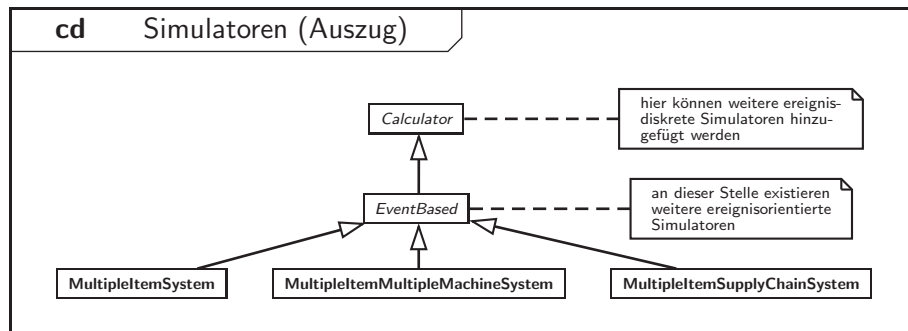 cd Simulatoren (Auszug)
Calculator
hier können weitere ereignis-
diskrete Simulatoren hinzu-
gefügt werden
EventBased
an dieser Stelle existieren
weitere ereignisorientierte
Simulatoren
MultipleItemSystem
MultipleItemMultipleMachineSystem
MultipleItemSupplyChainSystem